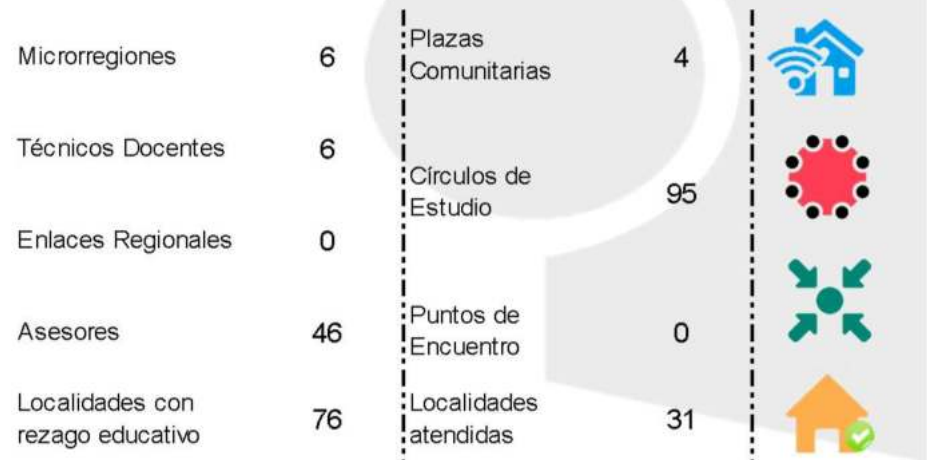 Microrregiones 6
Técnicos Docentes 6
Enlaces Regionales 0
Asesores 46
Localidades con
rezago educativo 76
Plazas
Comunitarias 4
Círculos de
Estudio 95
Puntos de
Encuentro 0
Localidades
atendidas 31